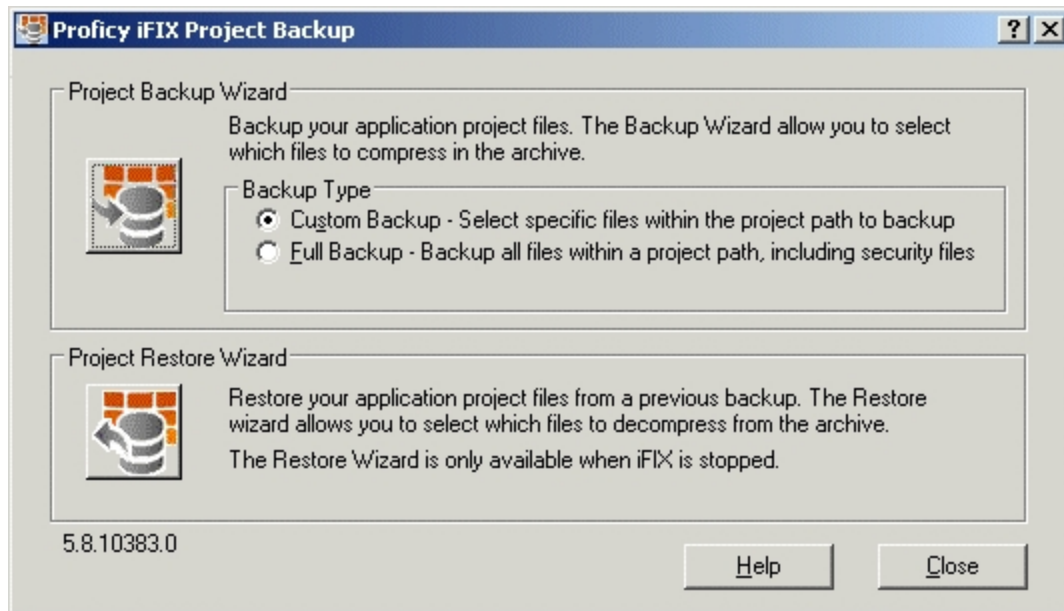 Proficy iFIX Project Backup
Project Backup Wizard
Backup your application project files. The Backup Wizard allow you to select
which files to compress in the archive.
Backup Type
Custom Backup - Select specific files within the project path to backup
Full Backup - Backup all files within a project path, including security files
Project Restore Wizard
Restore your application project files from a previous backup. The Restore
wizard allows you to select which files to decompress from the archive.
The Restore Wizard is only available when iFIX is stopped.
5.8.10383.0
Help
Close